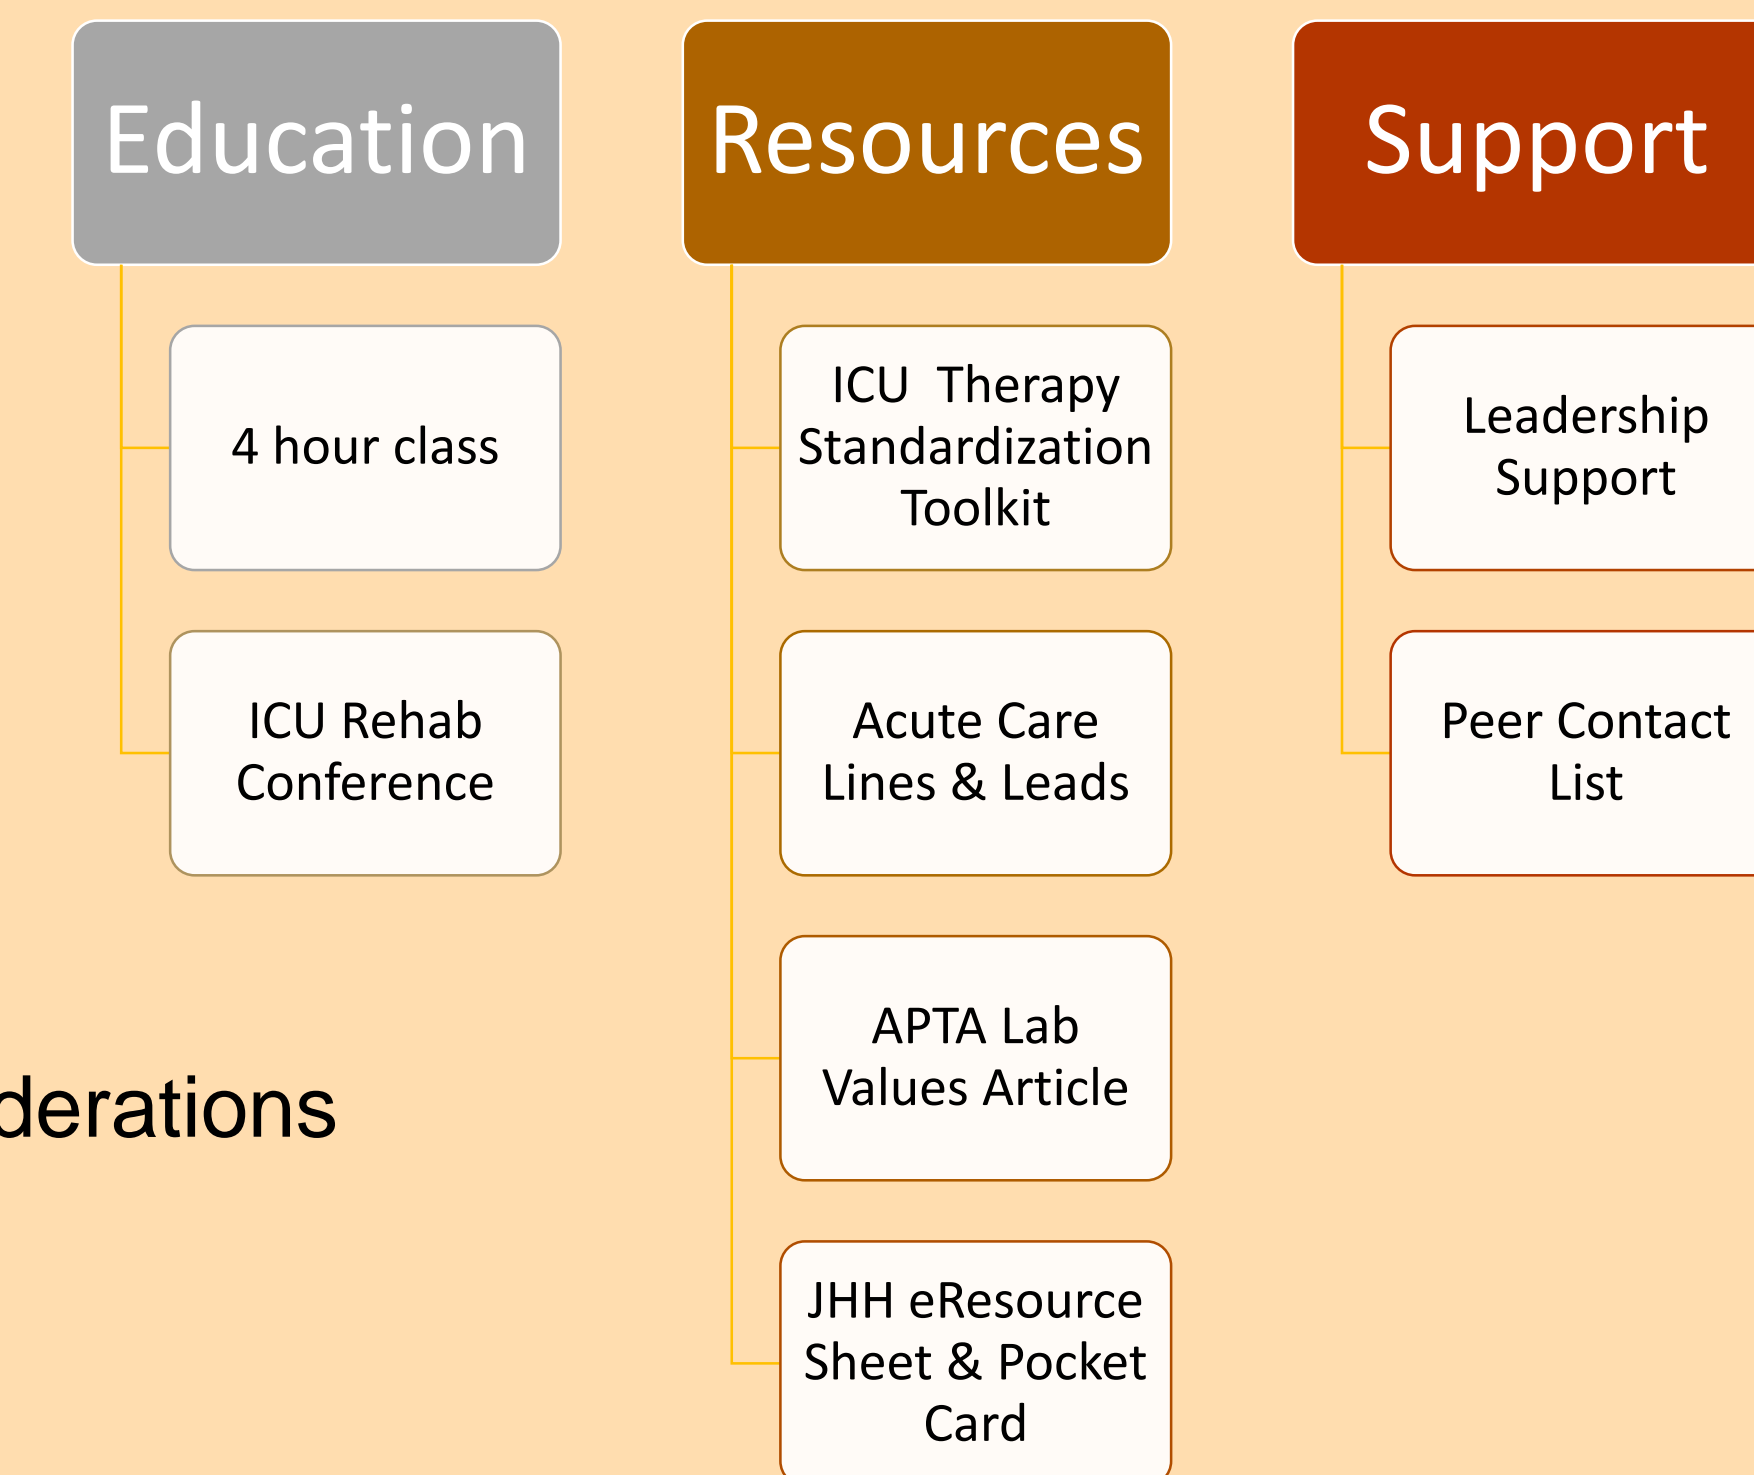 Education
4 hour class
ICU Rehab
Conference
Resources
ICU  Therapy
Standardization
Toolkit
Acute Care
Lines & Leads
APTA Lab
Values Article
JHH eResource
Sheet & Pocket
Card
Support
Leadership
Support
Peer Contact
List
derations